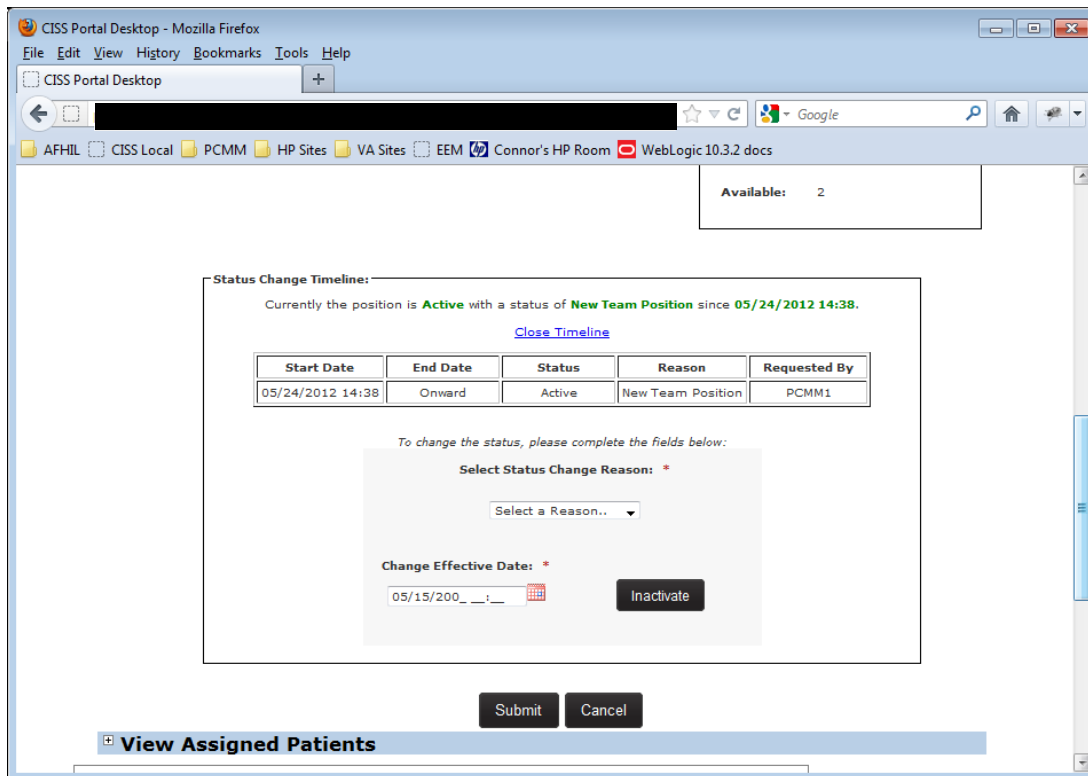 CISS Portal Desktop - Mozilla Firefox
File Edit View History Bookmarks Tools Help
CISS Portal Desktop
Google
AFHIL CISS Local PCMM HP Sites VA Sites EEM Connor's HP Room WebLogic 10.3.2 docs
Available: 2
Status Change Timeline:
Currently the position is Active with a status of New Team Position since 05/24/2012 14:38.
Close Timeline
Start Date End Date Status Reason Requested By
05/24/2012 14:38 Onward Active New Team Position PCMM1
To change the status, please complete the fields below:
Select Status Change Reason: *
Select a Reason..
Change Effective Date: *
05/15/200_ __:__ Inactivate
Submit Cancel
View Assigned Patients